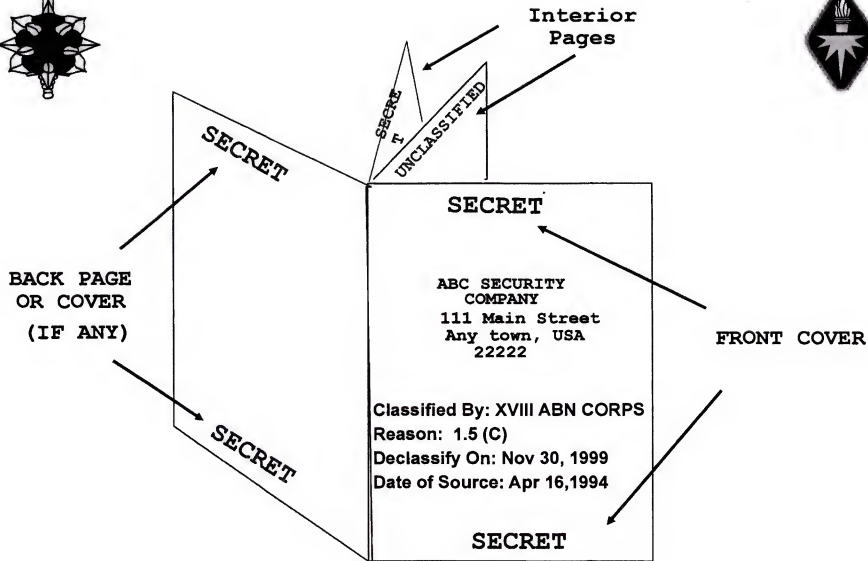 Interior
Pages
SECRE
T
UNCLASSIFIED
SECRET
SECRET
BACK PAGE
OR COVER
(IF ANY)
ABC SECURITY
COMPANY
111 Main Street
Any town, USA
22222
FRONT COVER
Classified By: XVIII ABN CORPS
Reason: 1.5 (C)
Declassify On: Nov 30, 1999
Date of Source: Apr 16,1994
SECRET
SECRET